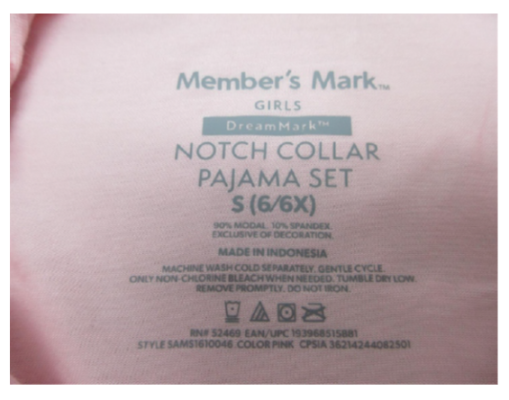 Member's Mark™
GIRLS
DreamMark™
NOTCH COLLAR
PAJAMA SET
S (6/6X)
90% MODAL. 10% SPANDEX.
EXCLUSIVE OF DECORATION.
MADE IN INDONESIA
MACHINE WASH COLD SEPARATELY. GENTLE CYCLE.
ONLY NON-CHLORINE BLEACH WHEN NEEDED. TUMBLE DRY LOW.
REMOVE PROMPTLY. DO NOT IRON.
RN# 52469 EAN/UPC 193968515881
STYLE SAMS1610046 COLOR PINK CPSIA 36214244082501